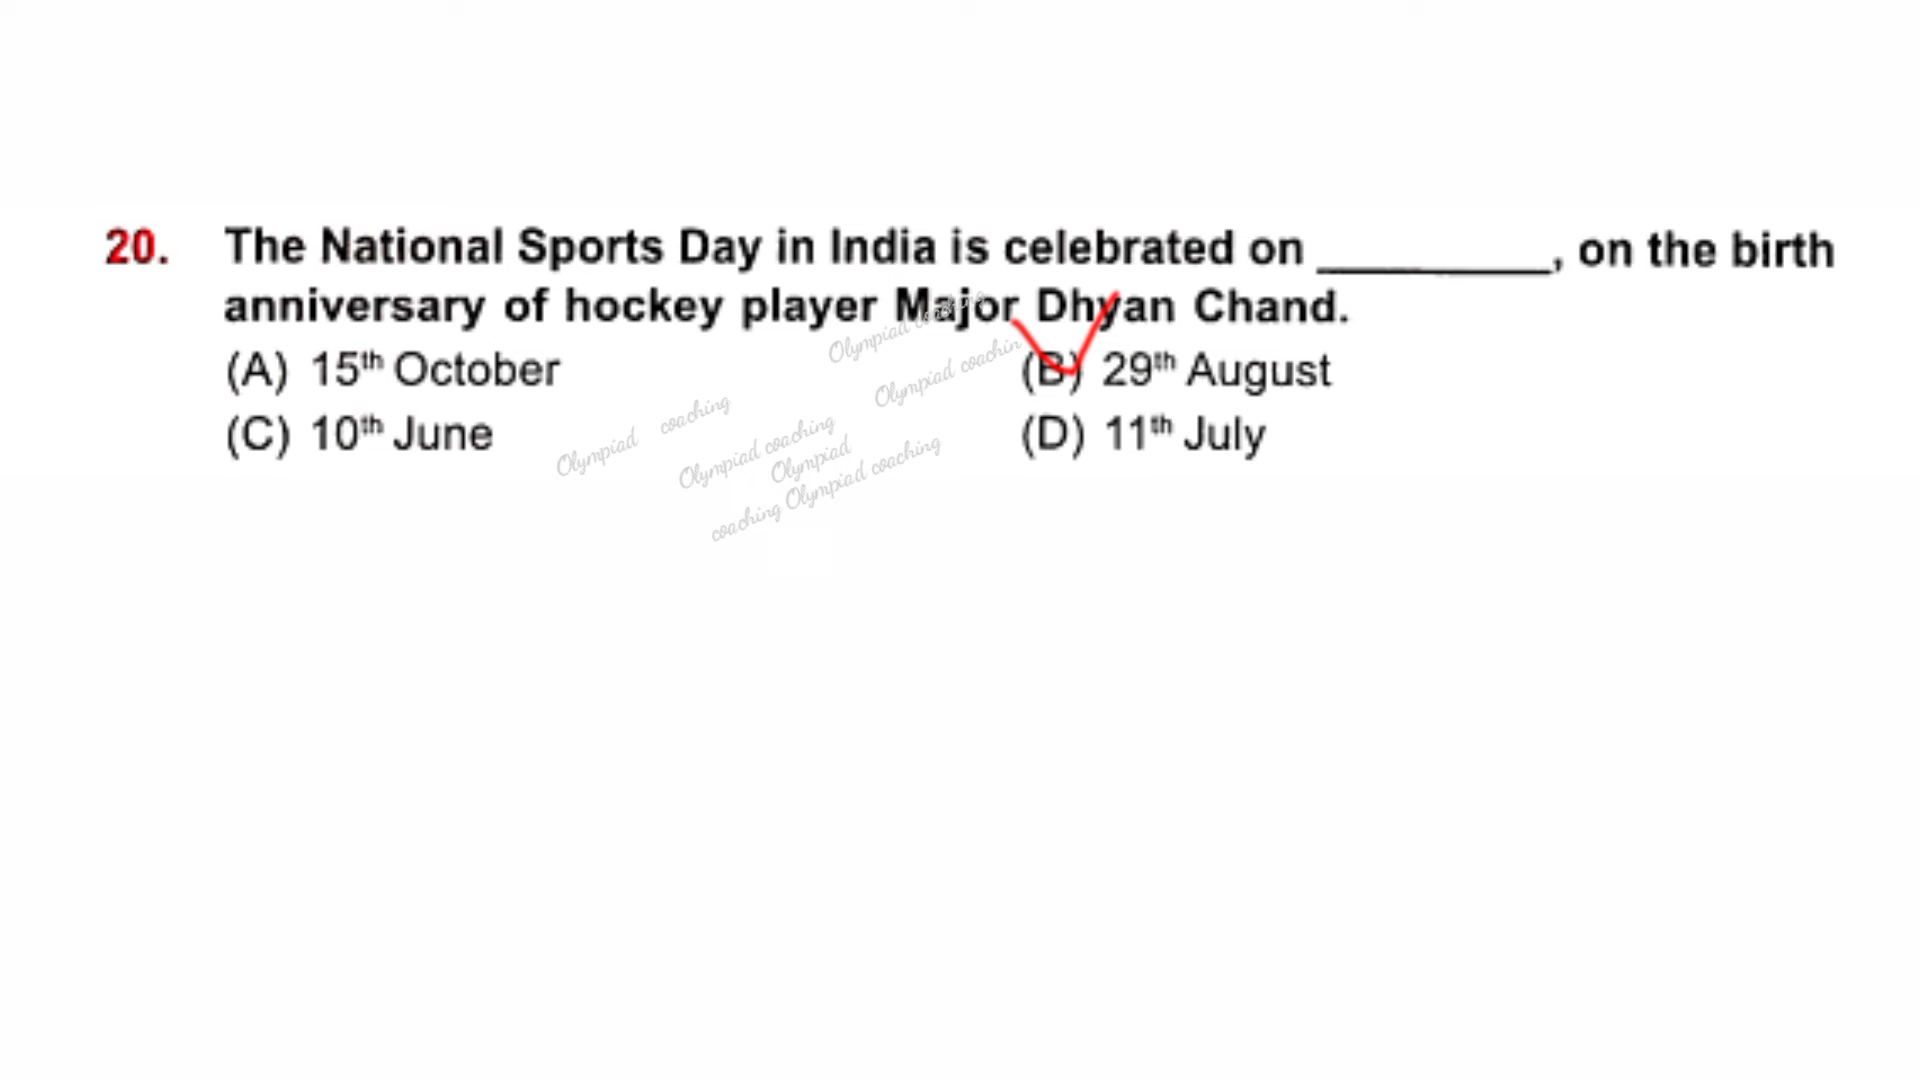 20. The National Sports Day in India is celebrated on _________, on the birth
anniversary of hockey player Major Dhyan Chand.
(A) 15th October (B) 29th August
(C) 10th June (D) 11th July
Olympiad coaching
Olympiad coachin
Olympiad coaching
Olympiad coaching
Olympiad
coaching Olympiad coaching